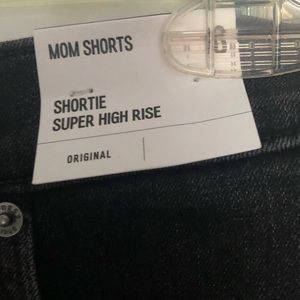 MOM SHORTS
SHORTIE
SUPER HIGH RISE
ORIGINAL